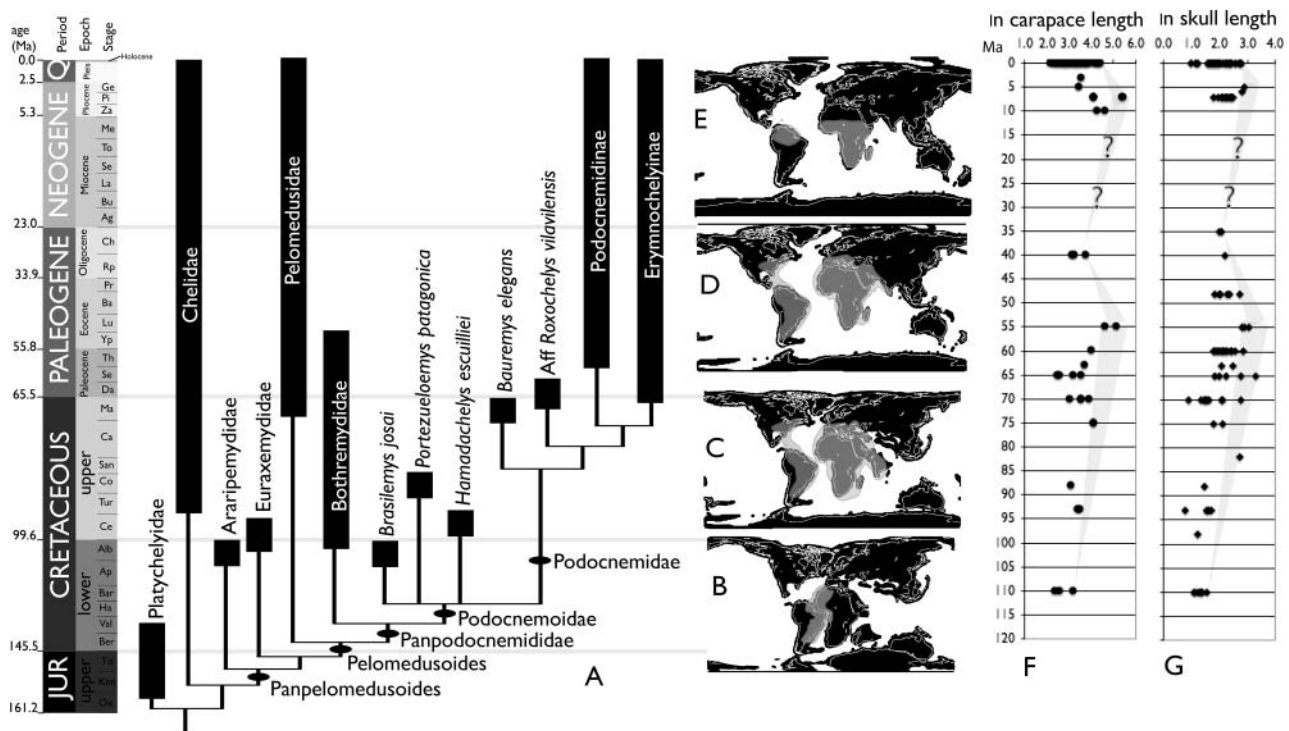 age
(Ma)
Period
Epoch
Stage
Holocene
0.0
2.5
5.3
23.0
33.9
55.8
65.5
99.6
145.5
161.2
Q
NEOGENE
PALEOGENE
CRETACEOUS
JUR
Pleis
Pliocene
Miocene
Oligocene
Eocene
Paleocene
upper
lower
upper
Ge
Pi
Za
Me
To
Se
La
Bu
Ag
Ch
Rp
Pr
Ba
Lu
Yp
Th
Se
Da
Ma
Ca
San
Co
Tur
Ce
Alb
Ap
Bar
Ha
Val
Ber
Platychelyidae
Chelidae
Araripemydidae
Euraxemydidae
Pelomedusidae
Bothremydidae
Brasilemys josai
Portezueloemys patagonica
Hamadachelys escuilliei
Bauremys elegans
Aff Roxochelys vilavilensis
Podocnemidinae
Erymnochelyinae
Podocnemidae
Podocnemoidae
Panpodocnemididae
Pelomedusoides
Panpelomedusoides
A
E
D
C
B
ln carapace length
Ma 1.0 2.0 3.0 4.0 5.0 6.0
0
5
10
15
20
25
30
35
40
45
50
55
60
65
70
75
80
85
90
95
100
105
110
115
120
?
?
F
ln skull length
0.0 1.0 2.0 3.0 4.0
?
?
G